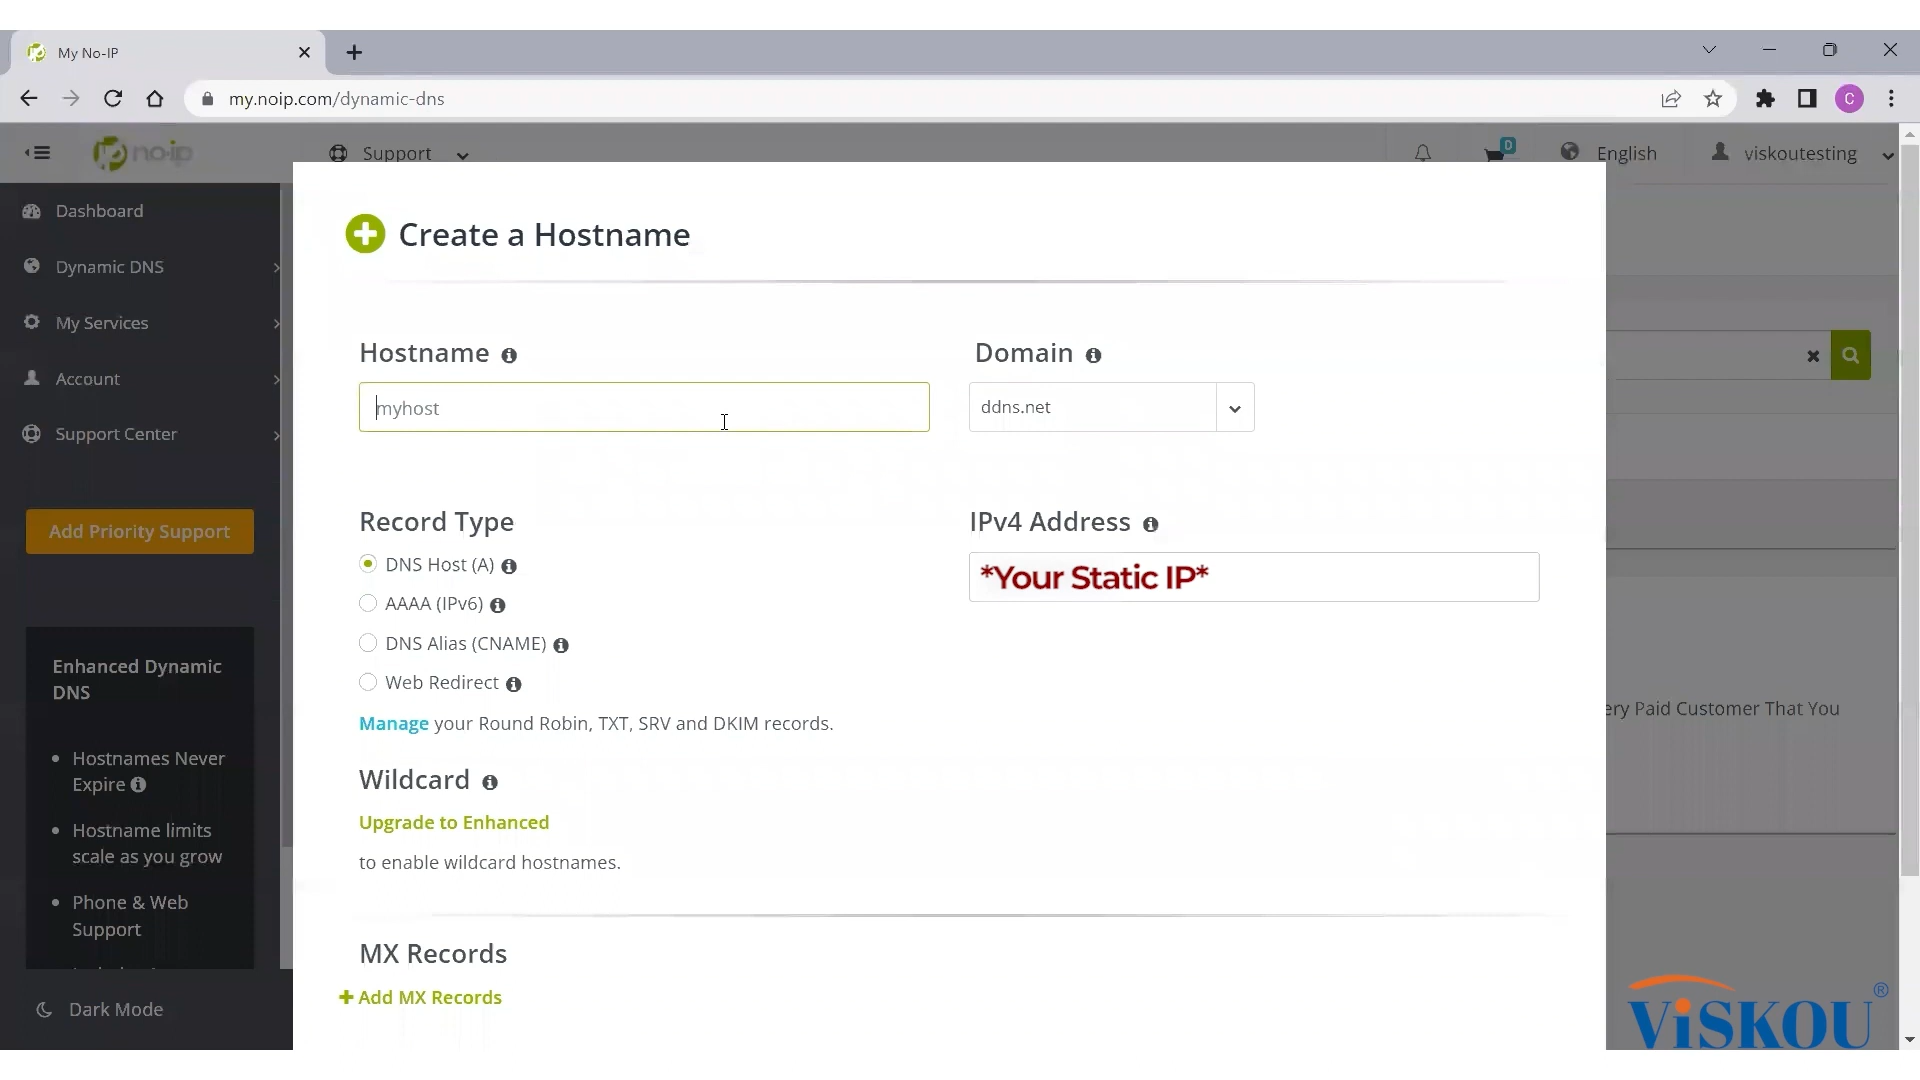 My No-IP
my.noip.com/dynamic-dns
C
no-ip
Support
0
English
viskoutesting
Dashboard
Dynamic DNS
My Services
Account
Support Center
Add Priority Support
Enhanced Dynamic
DNS
Hostnames Never
Expire
Hostname limits
scale as you grow
Phone & Web
Support
Dark Mode
Create a Hostname
Hostname
Domain
myhost
ddns.net
Record Type
IPv4 Address
DNS Host (A)
*Your Static IP*
AAAA (IPv6)
DNS Alias (CNAME)
Web Redirect
Manage your Round Robin, TXT, SRV and DKIM records.
ery Paid Customer That You
Wildcard
Upgrade to Enhanced
to enable wildcard hostnames.
MX Records
Add MX Records
ViSKOU®